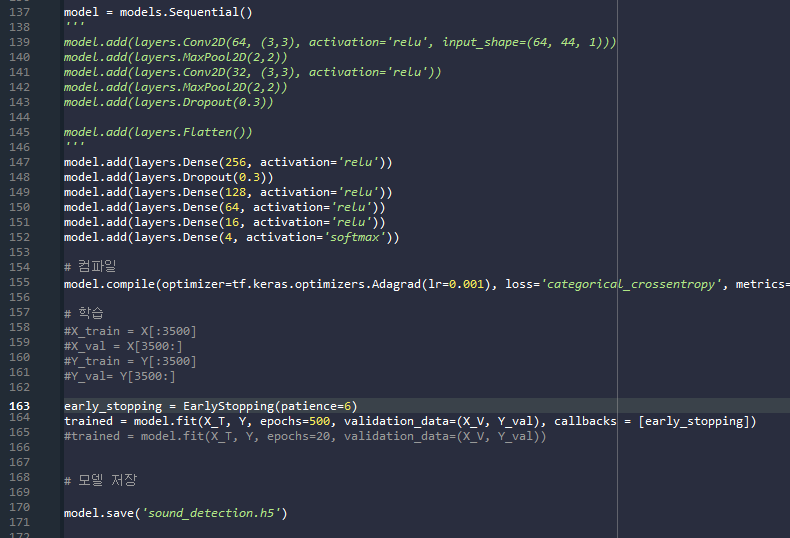 137 model = models.Sequential()
138 '''
139 model.add(layers.Conv2D(64, (3,3), activation='relu', input_shape=(64, 44, 1)))
140 model.add(layers.MaxPool2D(2,2))
141 model.add(layers.Conv2D(32, (3,3), activation='relu'))
142 model.add(layers.MaxPool2D(2,2))
143 model.add(layers.Dropout(0.3))
144
145 model.add(layers.Flatten())
146 '''
147 model.add(layers.Dense(256, activation='relu'))
148 model.add(layers.Dropout(0.3))
149 model.add(layers.Dense(128, activation='relu'))
150 model.add(layers.Dense(64, activation='relu'))
151 model.add(layers.Dense(16, activation='relu'))
152 model.add(layers.Dense(4, activation='softmax'))
153
154 # 컴파일
155 model.compile(optimizer=tf.keras.optimizers.Adagrad(lr=0.001), loss='categorical_crossentropy', metrics=
156
157 # 학습
158 #X_train = X[:3500]
159 #X_val = X[3500:]
160 #Y_train = Y[:3500]
161 #Y_val= Y[3500:]
162
163 early_stopping = EarlyStopping(patience=6)
164 trained = model.fit(X_T, Y, epochs=500, validation_data=(X_V, Y_val), callbacks = [early_stopping])
165 #trained = model.fit(X_T, Y, epochs=20, validation_data=(X_V, Y_val))
166
167
168 # 모델 저장
169
170 model.save('sound_detection.h5')
171
172